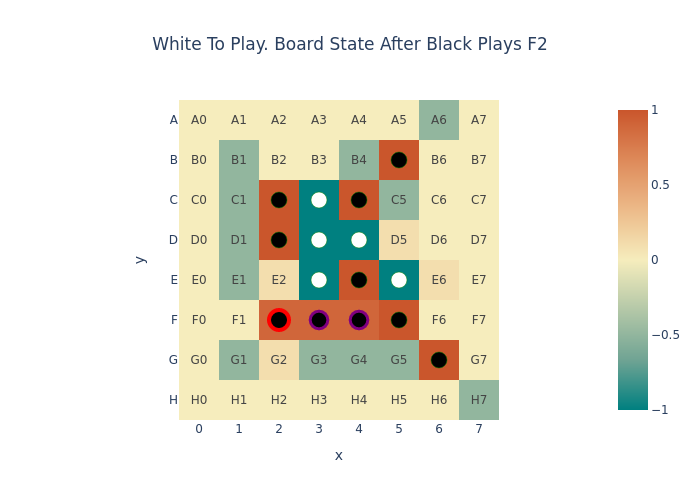 White To Play. Board State After Black Plays F2
A A0 A1 A2 A3 A4 A5 A6 A7
B B0 B1 B2 B3 B4 B6 B7
C C0 C1 C5 C6 C7
D D0 D1 D5 D6 D7
E E0 E1 E2 E6 E7
F F0 F1 F6 F7
G G0 G1 G2 G3 G4 G5 G7
H H0 H1 H2 H3 H4 H5 H6 H7
0 1 2 3 4 5 6 7
x
y
1
0.5
0
−0.5
−1